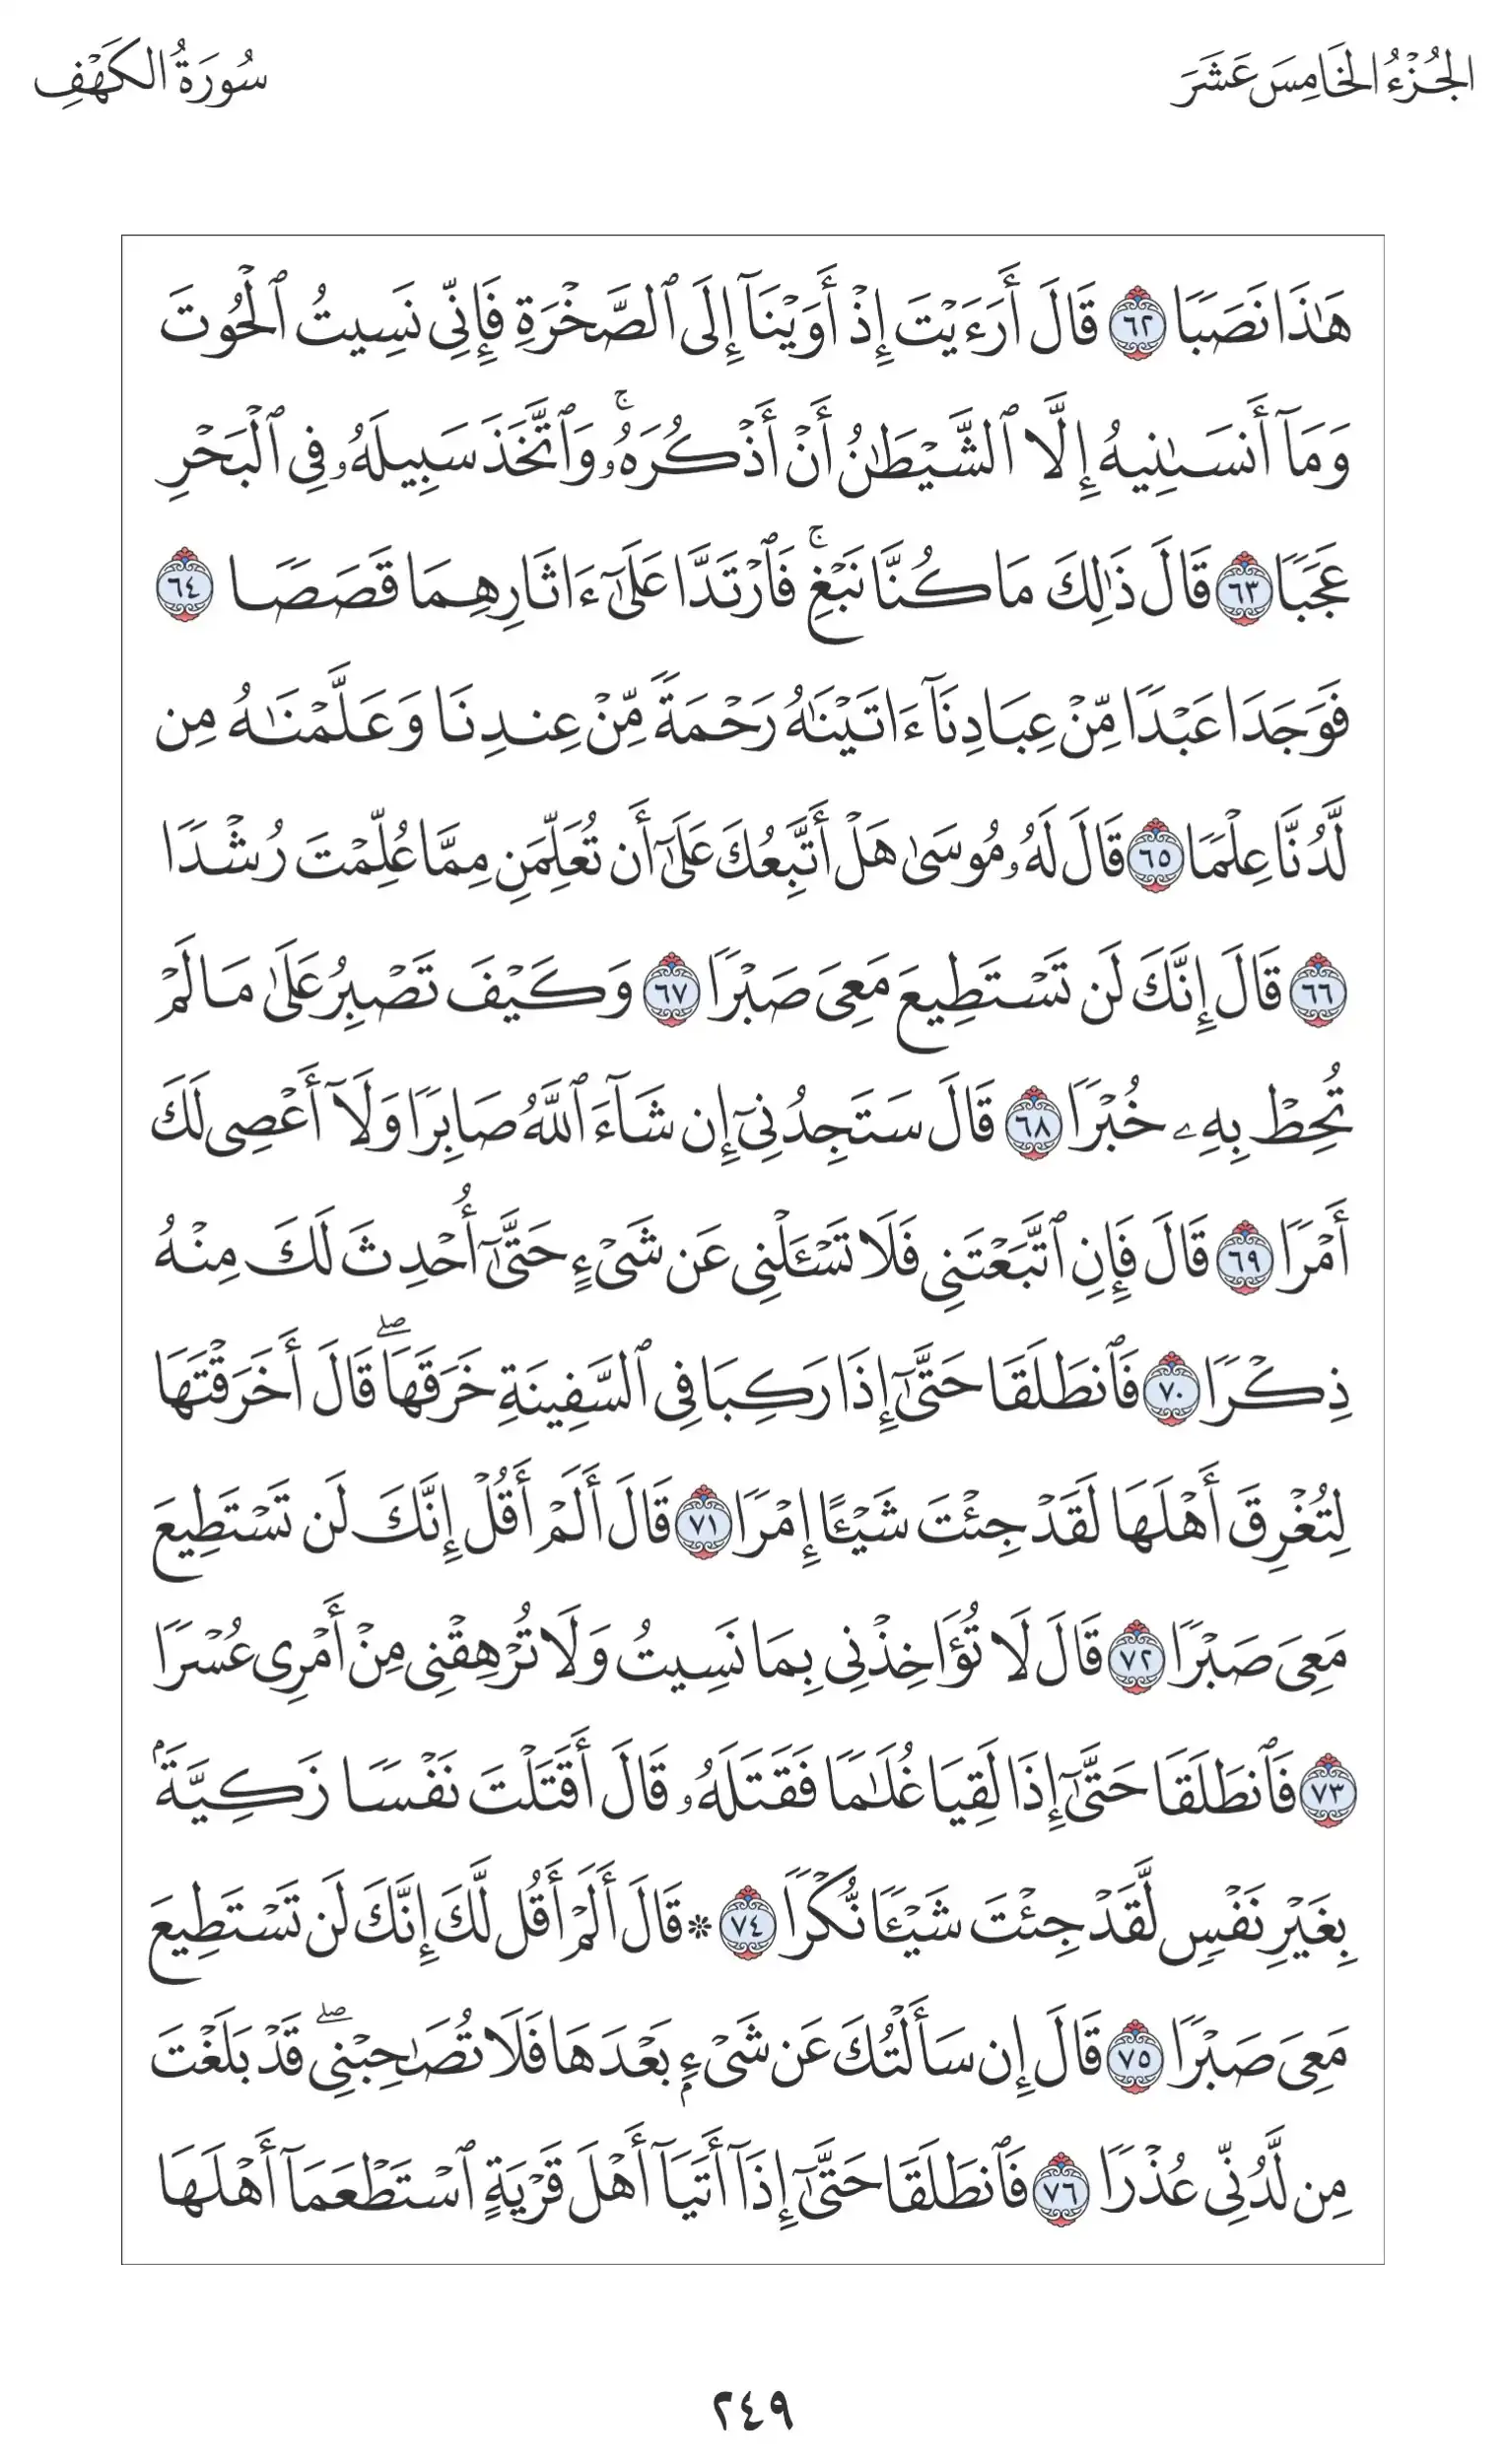 الجُزْءُ الخَامِسَ عَشَرَ
سُورَةُ الكَهْفِ
هَٰذَا نَصَبًا ٦٢ قَالَ أَرَءَيْتَ إِذْ أَوَيْنَآ إِلَى ٱلصَّخْرَةِ فَإِنِّى نَسِيتُ ٱلْحُوتَ
وَمَآ أَنسَىٰنِيهُ إِلَّا ٱلشَّيْطَٰنُ أَنْ أَذْكُرَهُۥۚ وَٱتَّخَذَ سَبِيلَهُۥ فِى ٱلْبَحْرِ
عَجَبًا ٦٣ قَالَ ذَٰلِكَ مَا كُنَّا نَبْغِۚ فَٱرْتَدَّا عَلَىٰٓ ءَاثَارِهِمَا قَصَصًا ٦٤
فَوَجَدَا عَبْدًا مِّنْ عِبَادِنَآ ءَاتَيْنَٰهُ رَحْمَةً مِّنْ عِندِنَا وَعَلَّمْنَٰهُ مِن
لَّدُنَّا عِلْمًا ٦٥ قَالَ لَهُۥ مُوسَىٰ هَلْ أَتَّبِعُكَ عَلَىٰٓ أَن تُعَلِّمَنِ مِمَّا عُلِّمْتَ رُشْدًا
٦٦ قَالَ إِنَّكَ لَن تَسْتَطِيعَ مَعِىَ صَبْرًا ٦٧ وَكَيْفَ تَصْبِرُ عَلَىٰ مَا لَمْ
تُحِطْ بِهِۦ خُبْرًا ٦٨ قَالَ سَتَجِدُنِىٓ إِن شَآءَ ٱللَّهُ صَابِرًا وَلَآ أَعْصِى لَكَ
أَمْرًا ٦٩ قَالَ فَإِنِ ٱتَّبَعْتَنِى فَلَا تَسْـَٔلْنِى عَن شَىْءٍ حَتَّىٰٓ أُحْدِثَ لَكَ مِنْهُ
ذِكْرًا ٧٠ فَٱنطَلَقَا حَتَّىٰٓ إِذَا رَكِبَا فِى ٱلسَّفِينَةِ خَرَقَهَاۖ قَالَ أَخَرَقْتَهَا
لِتُغْرِقَ أَهْلَهَا لَقَدْ جِئْتَ شَيْـًٔا إِمْرًا ٧١ قَالَ أَلَمْ أَقُلْ إِنَّكَ لَن تَسْتَطِيعَ
مَعِىَ صَبْرًا ٧٢ قَالَ لَا تُؤَاخِذْنِى بِمَا نَسِيتُ وَلَا تُرْهِقْنِى مِنْ أَمْرِى عُسْرًا
٧٣ فَٱنطَلَقَا حَتَّىٰٓ إِذَا لَقِيَا غُلَٰمًا فَقَتَلَهُۥ قَالَ أَقَتَلْتَ نَفْسًا زَكِيَّةَۢ
بِغَيْرِ نَفْسٍ لَّقَدْ جِئْتَ شَيْـًٔا نُّكْرًا ٧٤ ۞ قَالَ أَلَمْ أَقُل لَّكَ إِنَّكَ لَن تَسْتَطِيعَ
مَعِىَ صَبْرًا ٧٥ قَالَ إِن سَأَلْتُكَ عَن شَىْءِۭ بَعْدَهَا فَلَا تُصَٰحِبْنِىۖ قَدْ بَلَغْتَ
مِن لَّدُنِّى عُذْرًا ٧٦ فَٱنطَلَقَا حَتَّىٰٓ إِذَآ أَتَيَآ أَهْلَ قَرْيَةٍ ٱسْتَطْعَمَآ أَهْلَهَا
٢٤٩